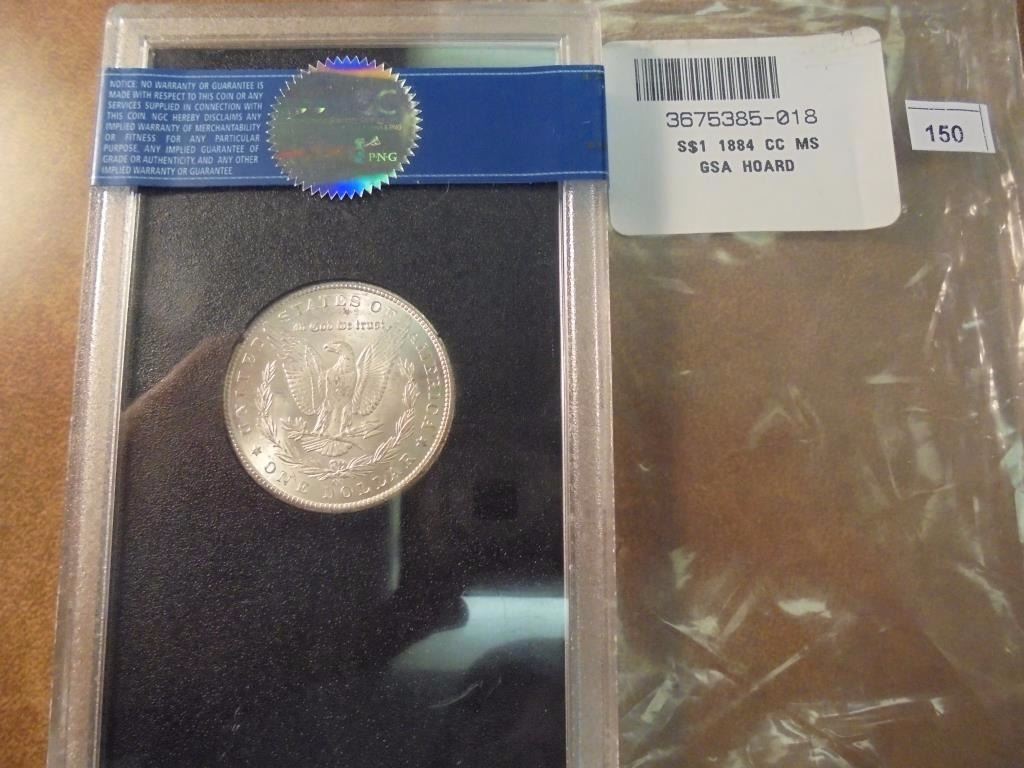 NOTICE: NO WARRANTY OR GUARANTEE IS
MADE WITH RESPECT TO THIS COIN OR ANY
SERVICES SUPPLIED IN CONNECTION WITH
THIS COIN. NGC HEREBY DISCLAIMS ANY
IMPLIED WARRANTY OF MERCHANTABILITY
OR FITNESS FOR ANY PARTICULAR
PURPOSE, ANY IMPLIED GUARANTEE OF
GRADE OR AUTHENTICITY, AND ANY OTHER
IMPLIED WARRANTY OR GUARANTEE.
PNG
3675385-018
S$1 1884 CC MS
GSA HOARD
150
UNITED STATES OF AMERICA
In God We trust
ONE DOLLAR